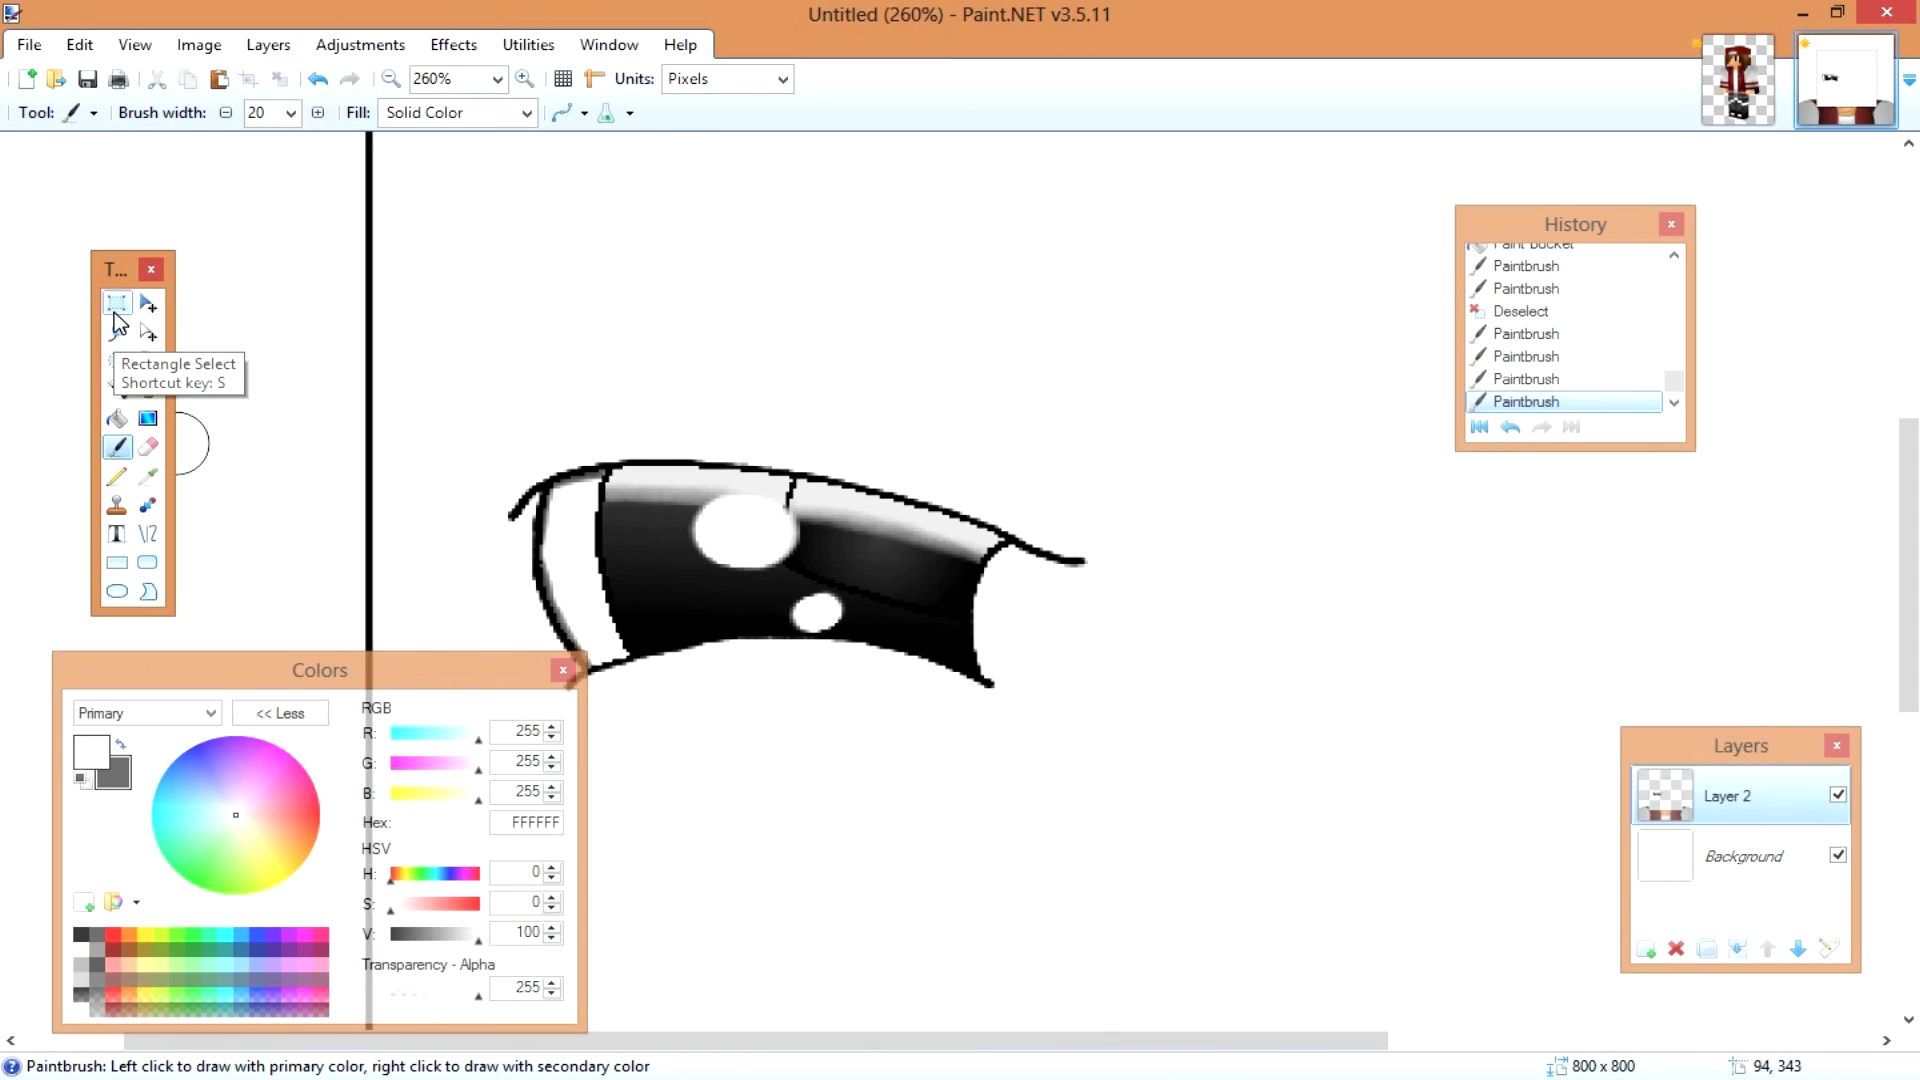 Untitled (260%) - Paint.NET v3.5.11
File Edit View Image Layers Adjustments Effects Utilities Window Help
260% Units: Pixels
Tool: Brush width: 20 Fill: Solid Color
T...
Rectangle Select
Shortcut key: S
History
Paint Bucket
Paintbrush
Paintbrush
Deselect
Paintbrush
Paintbrush
Paintbrush
Paintbrush
Colors
Primary << Less
RGB
R: 255
G: 255
B: 255
Hex: FFFFFF
HSV
H: 0
S: 0
V: 100
Transparency - Alpha
255
Layers
Layer 2
Background
Paintbrush: Left click to draw with primary color, right click to draw with secondary color
800 x 800 94, 343